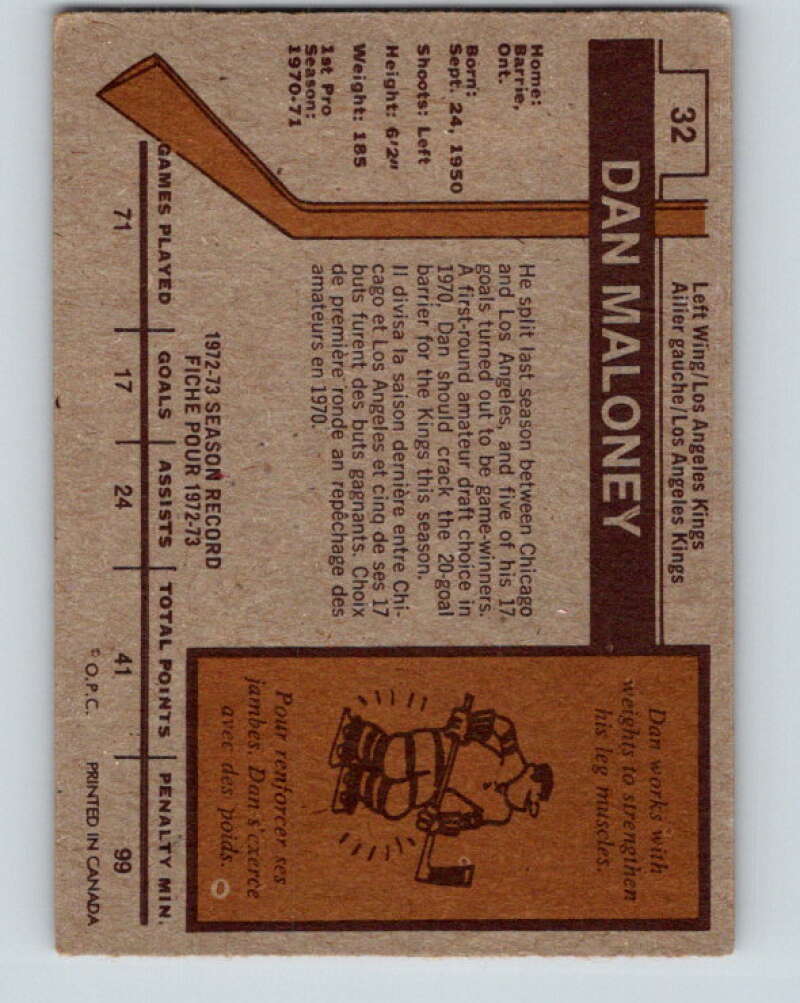 32
Left Wing/Los Angeles Kings
Ailier gauche/Los Angeles Kings
DAN MALONEY
Home:
Barrie,
Ont.
Born:
Sept. 24, 1950
Shoots: Left
Height: 6'2"
Weight: 185
1st Pro
Season:
1970-71
He split last season between Chicago
and Los Angeles, and five of his 17
goals turned out to be game-winners.
A first-round amateur draft choice in
1970, Dan should crack the 20-goal
barrier for the Kings this season.
Il divisa la saison dernière entre Chi-
cago et Los Angeles et cinq de ses 17
buts furent des buts gagnants. Choix
de première ronde an repêchage des
amateurs en 1970.
Dan works with
weights to strengthen
his leg muscles.
Pour renforcer ses
jambes. Dan s'exerce
avec des poids.
1972-73 SEASON RECORD
FICHE POUR 1972-73
GAMES PLAYED GOALS ASSISTS TOTAL POINTS PENALTY MIN.
71 17 24 41 99
© O.P.C. PRINTED IN CANADA